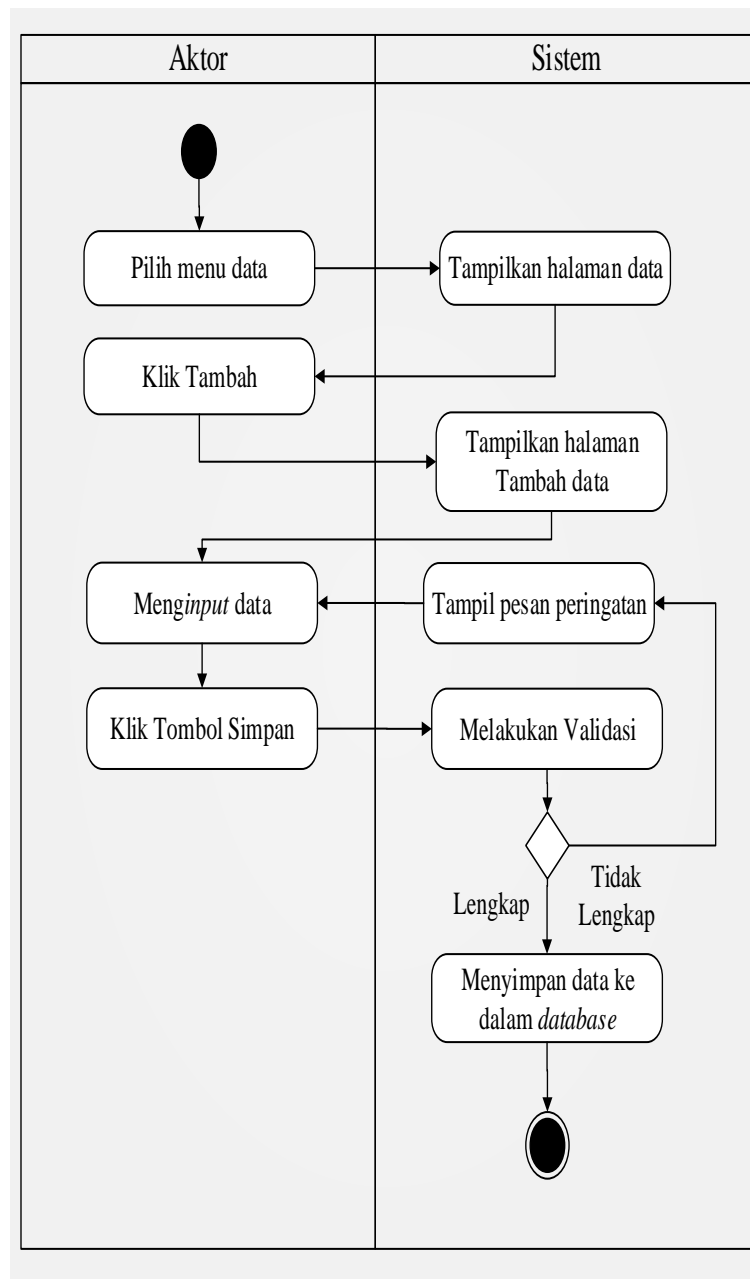 Aktor
Sistem
Pilih menu data
Tampilkan halaman data
Klik Tambah
Tampilkan halaman
Tambah data
Menginput data
Tampil pesan peringatan
Klik Tombol Simpan
Melakukan Validasi
Lengkap
Tidak
Lengkap
Menyimpan data ke
dalam database